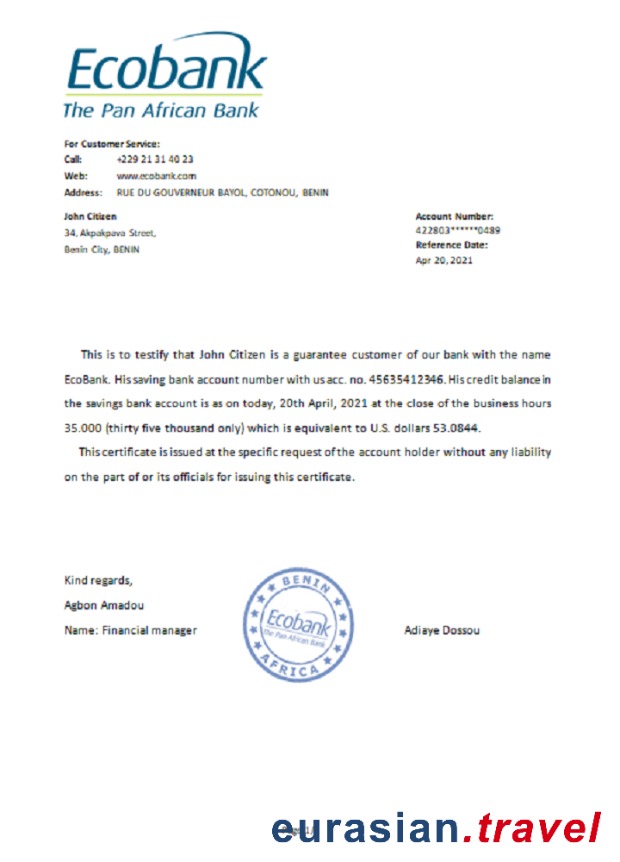 Ecobank
The Pan African Bank
For Customer Service:
Call: +229 21 31 40 23
Web: www.ecobank.com
Address: RUE DU GOUVERNEUR BAYOL, COTONOU, BENIN
John Citizen
34, Akpakpava Street,
Benin City, BENIN
Account Number:
422803******0489
Reference Date:
Apr 20, 2021
This is to testify that John Citizen is a guarantee customer of our bank with the name
EcoBank. His saving bank account number with us acc. no. 45635412346. His credit balance in
the savings bank account is as on today, 20th April, 2021 at the close of the business hours
35.000 (thirty five thousand only) which is equivalent to U.S. dollars 53.0844.
This certificate is issued at the specific request of the account holder without any liability
on the part of or its officials for issuing this certificate.
Kind regards,
Agbon Amadou
Name: Financial manager
BENIN
Ecobank
The Pan African Bank
AFRICA
Adiaye Dossou
eurasian.travel